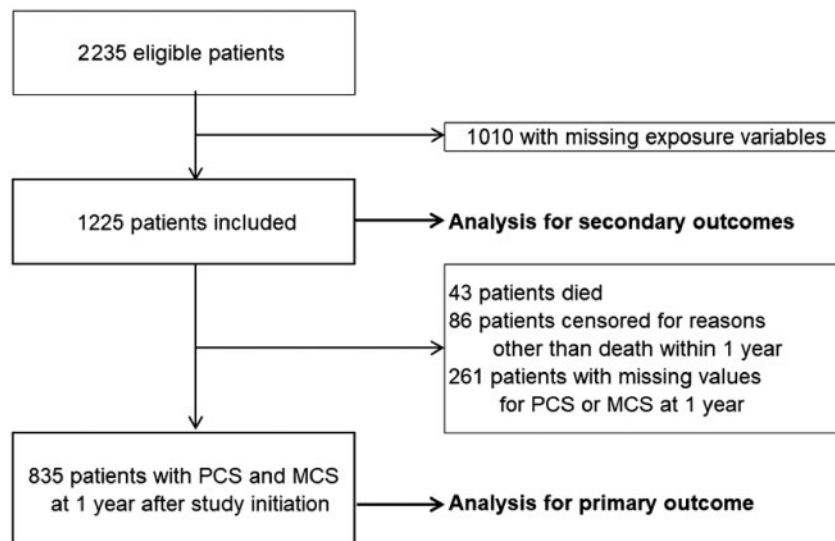 2235 eligible patients
1010 with missing exposure variables
1225 patients included
Analysis for secondary outcomes
43 patients died
86 patients censored for reasons
other than death within 1 year
261 patients with missing values
for PCS or MCS at 1 year
835 patients with PCS and MCS
at 1 year after study initiation
Analysis for primary outcome